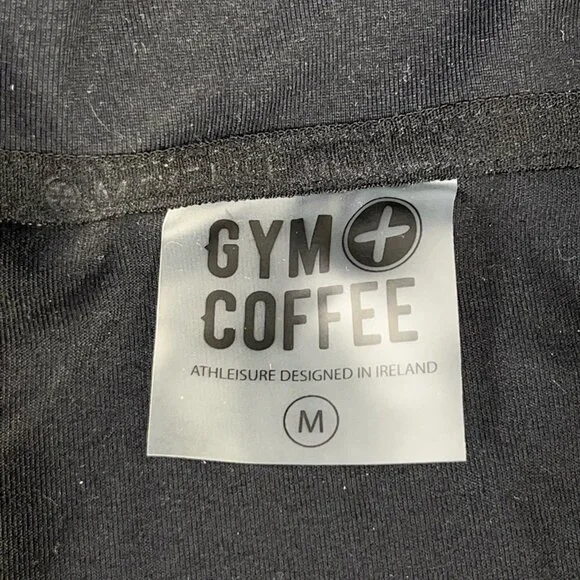 GYM +
COFFEE
ATHLEISURE DESIGNED IN IRELAND
M